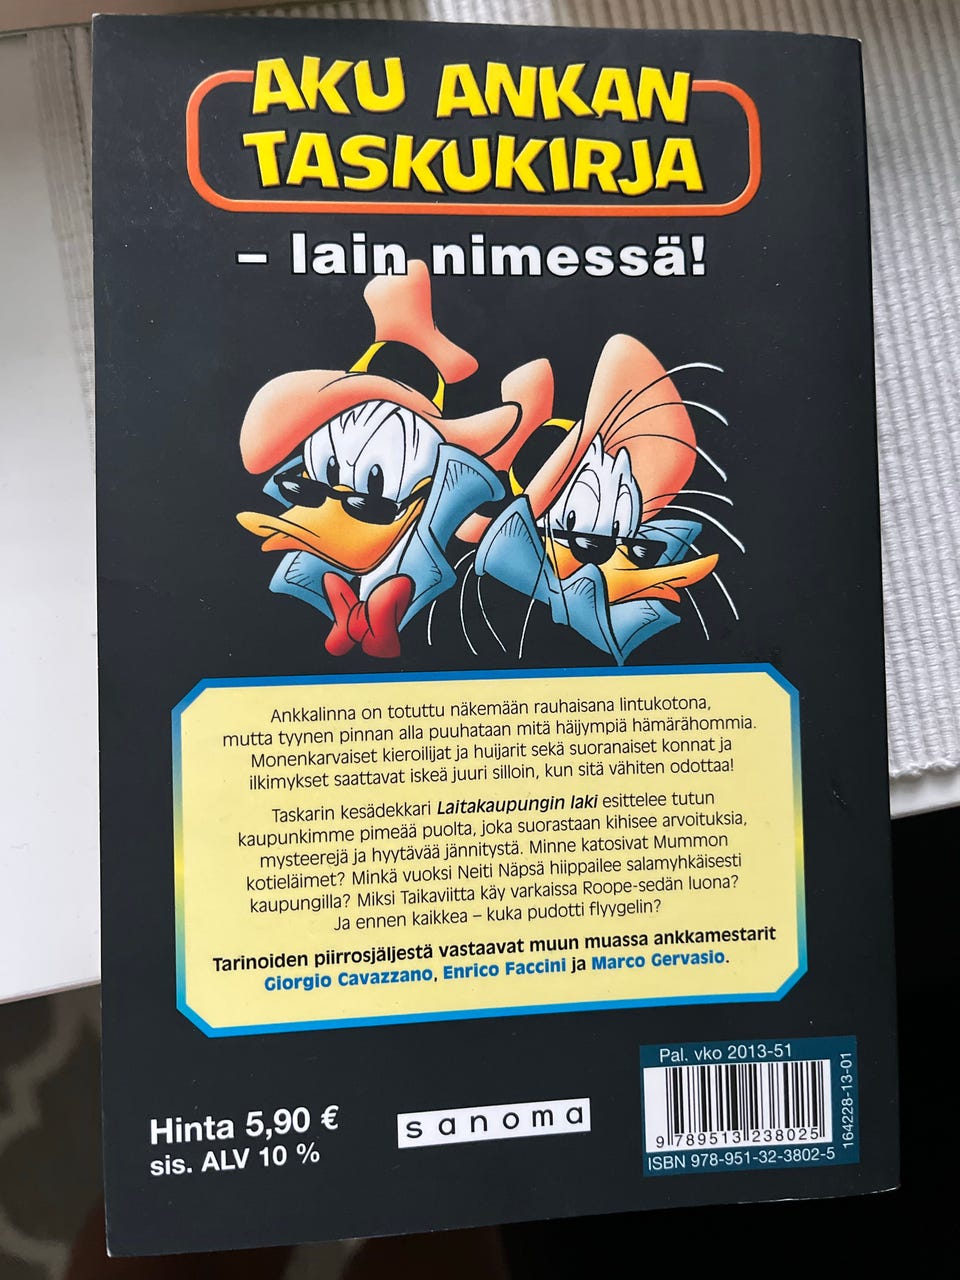 AKU ANKAN
TASKUKIRJA
– lain nimessä!
Ankkalinna on totuttu näkemään rauhaisana lintukotona,
mutta tyynen pinnan alla puuhataan mitä häijympiä hämärähommia.
Monenkarvaiset kieroilijat ja huijarit sekä suoranaiset konnat ja
ilkimykset saattavat iskeä juuri silloin, kun sitä vähiten odottaa!
Taskarin kesädekkari Laitakaupungin laki esittelee tutun
kaupunkimme pimeää puolta, joka suorastaan kihisee arvoituksia,
mysteerejä ja hyytävää jännitystä. Minne katosivat Mummon
kotieläimet? Minkä vuoksi Neiti Näpsä hiippailee salamyhkäisesti
kaupungilla? Miksi Taikaviitta käy varkaissa Roope-sedän luona?
Ja ennen kaikkea – kuka pudotti flyygelin?
Tarinoiden piirrosjäljestä vastaavat muun muassa ankkamestarit
Giorgio Cavazzano, Enrico Faccini ja Marco Gervasio.
Hinta 5,90 €
sis. ALV 10 %
sanoma
Pal. vko 2013-51
9 789513 238025
ISBN 978-951-32-3802-5
164228-13-01